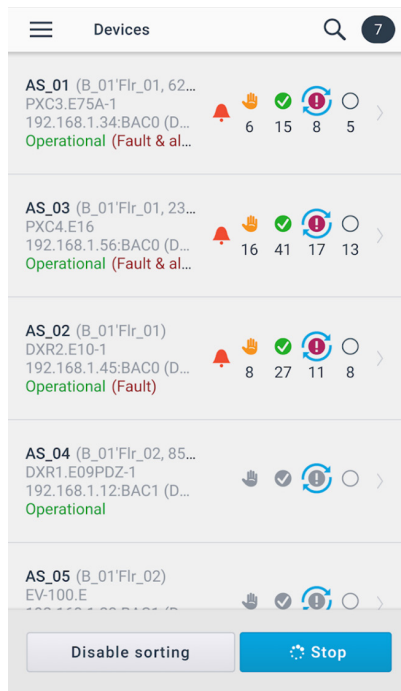 Devices
7
AS_01 (B_01'Flr_01, 62...
PXC3.E75A-1
192.168.1.34:BAC0 (D...
Operational (Fault & al...
6 15 8 5
AS_03 (B_01'Flr_01, 23...
PXC4.E16
192.168.1.56:BAC0 (D...
Operational (Fault & al...
16 41 17 13
AS_02 (B_01'Flr_01)
DXR2.E10-1
192.168.1.45:BAC0 (D...
Operational (Fault)
8 27 11 8
AS_04 (B_01'Flr_02, 85...
DXR1.E09PDZ-1
192.168.1.12:BAC1 (D...
Operational
AS_05 (B_01'Flr_02)
EV-100.E
Disable sorting
Stop